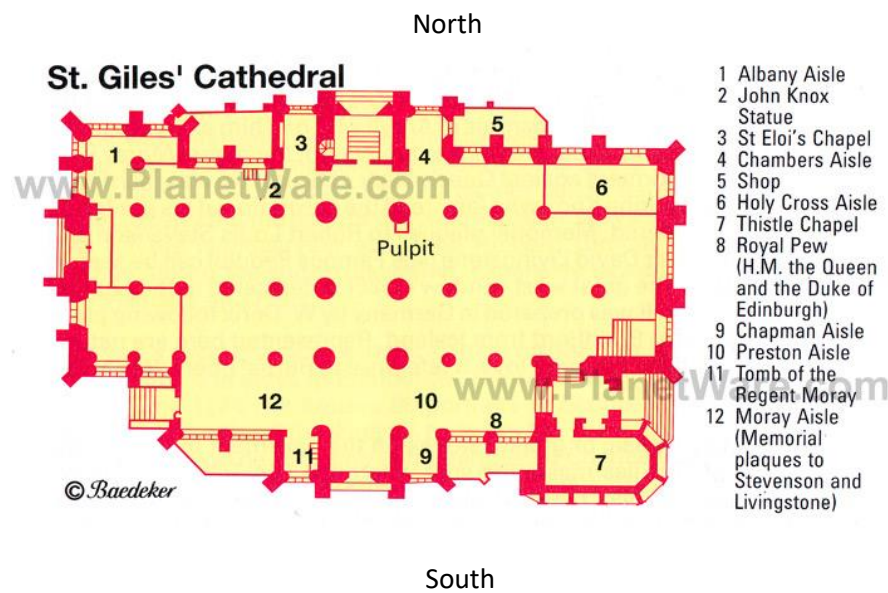 North
St. Giles' Cathedral
1 Albany Aisle
2 John Knox
Statue
3 St Eloi's Chapel
4 Chambers Aisle
5 Shop
6 Holy Cross Aisle
7 Thistle Chapel
8 Royal Pew
(H.M. the Queen
and the Duke of
Edinburgh)
9 Chapman Aisle
10 Preston Aisle
11 Tomb of the
Regent Moray
12 Moray Aisle
(Memorial
plaques to
Stevenson and
Livingstone)
5
3
1
4
www.PlanetWare.com
2
6
Pulpit
www.PlanetWare.com
12
10
8
11
9
7
© Baedeker
South